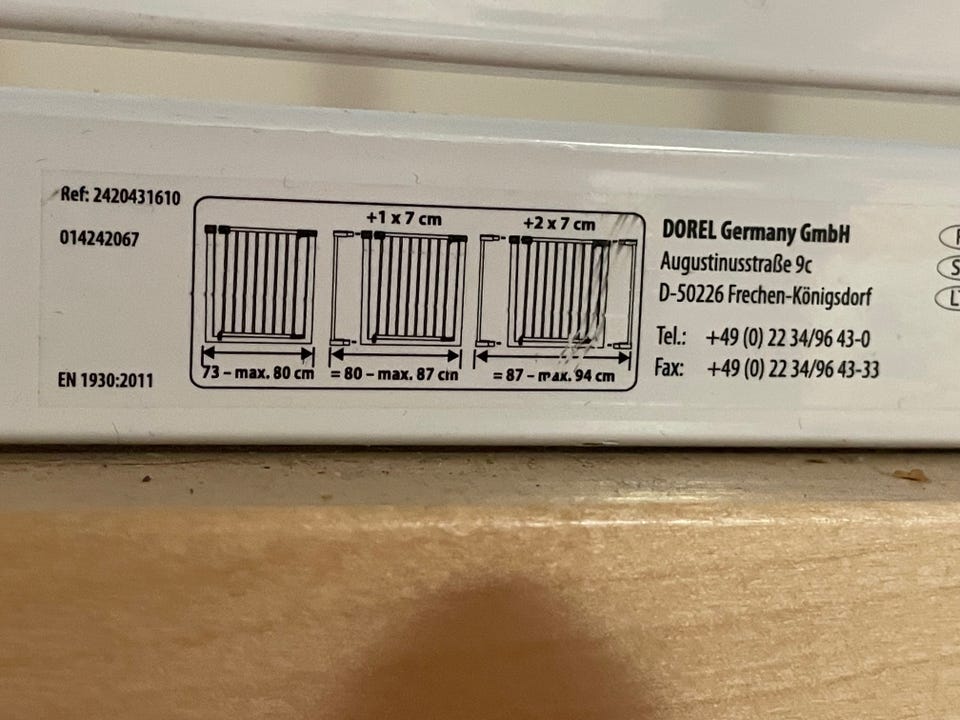 Ref: 2420431610
014242067
EN 1930:2011
+1 x 7 cm
+2 x 7 cm
73 – max. 80 cm
= 80 – max. 87 cm
= 87 – max. 94 cm
DOREL Germany GmbH
Augustinusstraße 9c
D-50226 Frechen-Königsdorf
Tel.: +49 (0) 22 34/96 43-0
Fax: +49 (0) 22 34/96 43-33